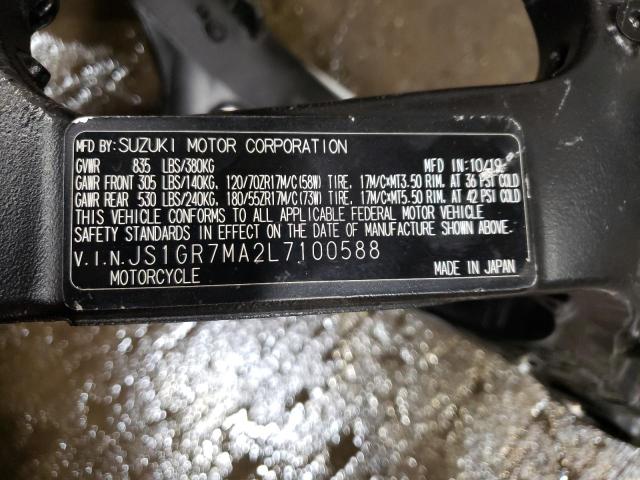 MFD BY:SUZUKI MOTOR CORPORATION
GVWR 835 LBS/380KG MFD IN:10/19
GAWR FRONT 305 LBS/140KG, 120/70ZR17M/C(58W) TIRE, 17M/C×MT3.50 RIM. AT 36 PSI COLD
GAWR REAR 530 LBS/240KG, 180/55ZR17M/C(73W) TIRE, 17M/C×MT5.50 RIM. AT 42 PSI COLD
THIS VEHICLE CONFORMS TO ALL APPLICABLE FEDERAL MOTOR VEHICLE
SAFETY STANDARDS IN EFFECT ON THE DATE OF MANUFACTURE SHOWN ABOVE.
V.I.N. JS1GR7MA2L7100588
MOTORCYCLE MADE IN JAPAN